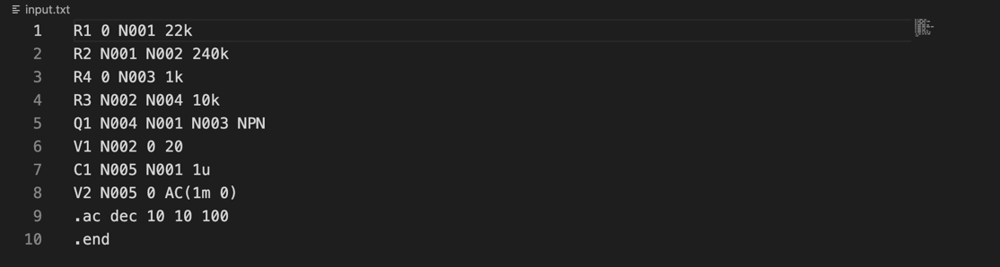 input.txt
1 R1 0 N001 22k
2 R2 N001 N002 240k
3 R4 0 N003 1k
4 R3 N002 N004 10k
5 Q1 N004 N001 N003 NPN
6 V1 N002 0 20
7 C1 N005 N001 1u
8 V2 N005 0 AC(1m 0)
9 .ac dec 10 10 100
10 .end